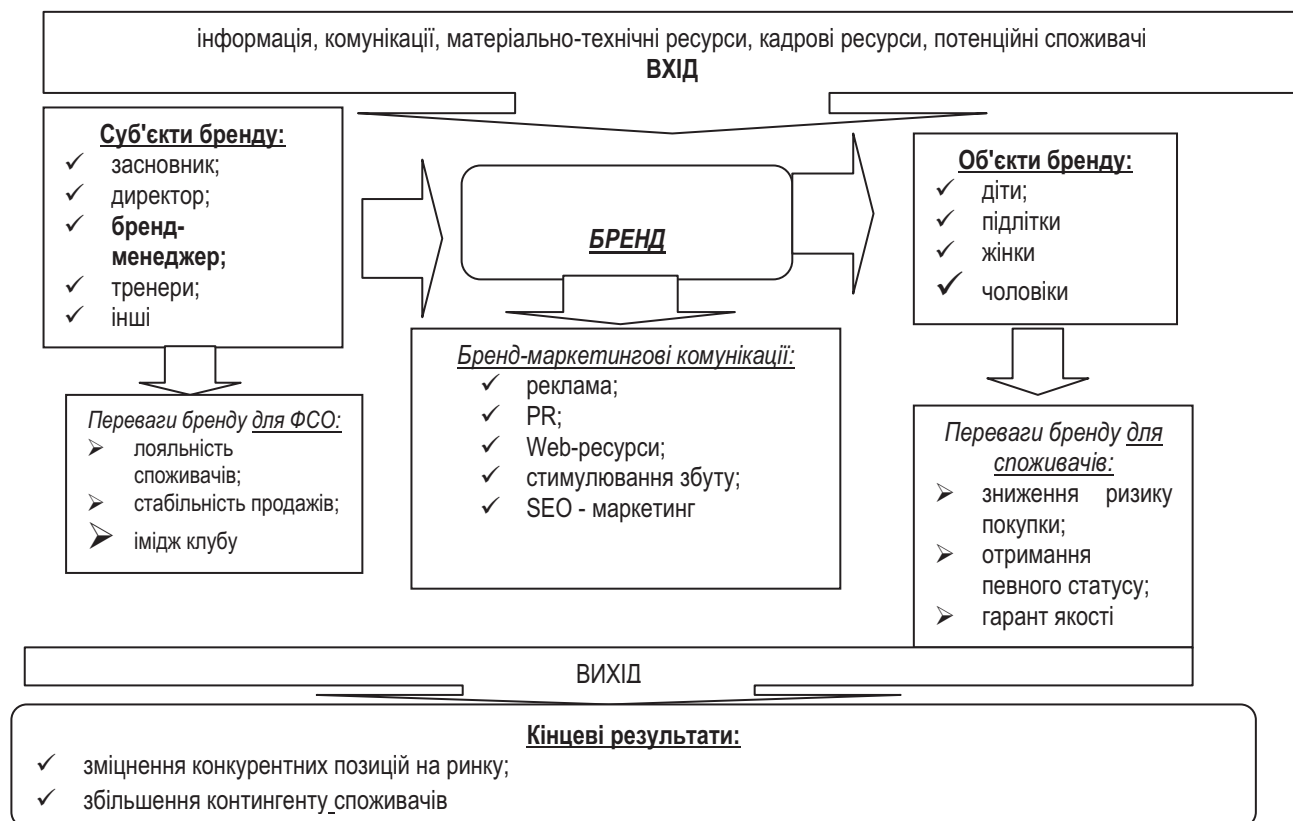 інформація, комунікації, матеріально-технічні ресурси, кадрові ресурси, потенційні споживачі
ВХІД
Суб'єкти бренду:
засновник;
директор;
бренд-
менеджер;
тренери;
інші
БРЕНД
Об'єкти бренду:
діти;
підлітки
жінки
чоловіки
Переваги бренду для ФСО:
лояльність
споживачів;
стабільність продажів;
імідж клубу
Бренд-маркетингові комунікації:
реклама;
PR;
Web-ресурси;
стимулювання збуту;
SEO - маркетинг
Переваги бренду для
споживачів:
зниження ризику
покупки;
отримання
певного статусу;
гарант якості
ВИХІД
Кінцеві результати:
зміцнення конкурентних позицій на ринку;
збільшення контингенту споживачів